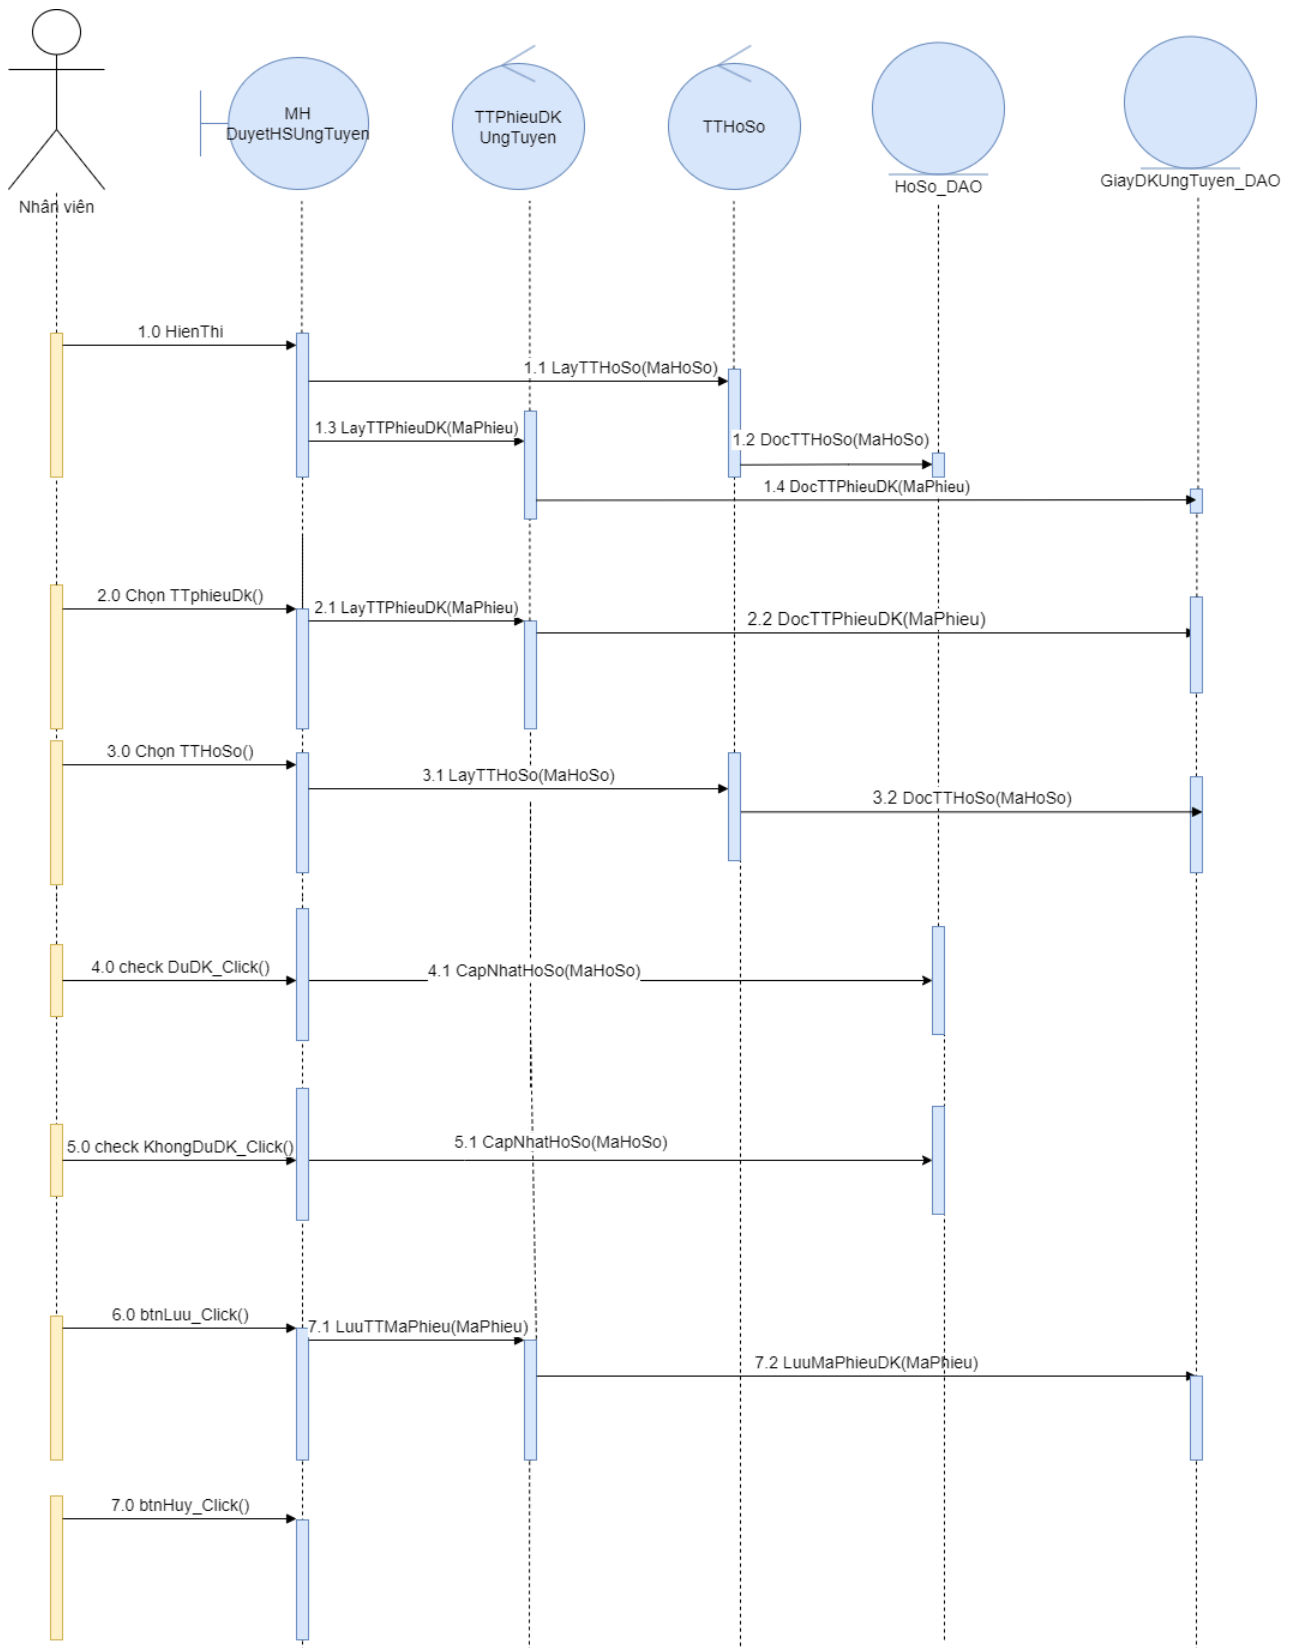 MH
DuyetHSUngTuyen
TTPhieuDK
UngTuyen
TTHoSo
HoSo_DAO
GiayDKUngTuyen_DAO
Nhân viên
1.0 HienThi
1.1 LayTTHoSo(MaHoSo)
1.3 LayTTPhieuDK(MaPhieu)
1.2 DocTTHoSo(MaHoSo)
1.4 DocTTPhieuDK(MaPhieu)
2.0 Chọn TTphieuDk()
2.1 LayTTPhieuDK(MaPhieu)
2.2 DocTTPhieuDK(MaPhieu)
3.0 Chọn TTHoSo()
3.1 LayTTHoSo(MaHoSo)
3.2 DocTTHoSo(MaHoSo)
4.0 check DuDK_Click()
4.1 CapNhatHoSo(MaHoSo)
5.0 check KhongDuDK_Click()
5.1 CapNhatHoSo(MaHoSo)
6.0 btnLuu_Click()
7.1 LuuTTMaPhieu(MaPhieu)
7.2 LuuMaPhieuDK(MaPhieu)
7.0 btnHuy_Click()